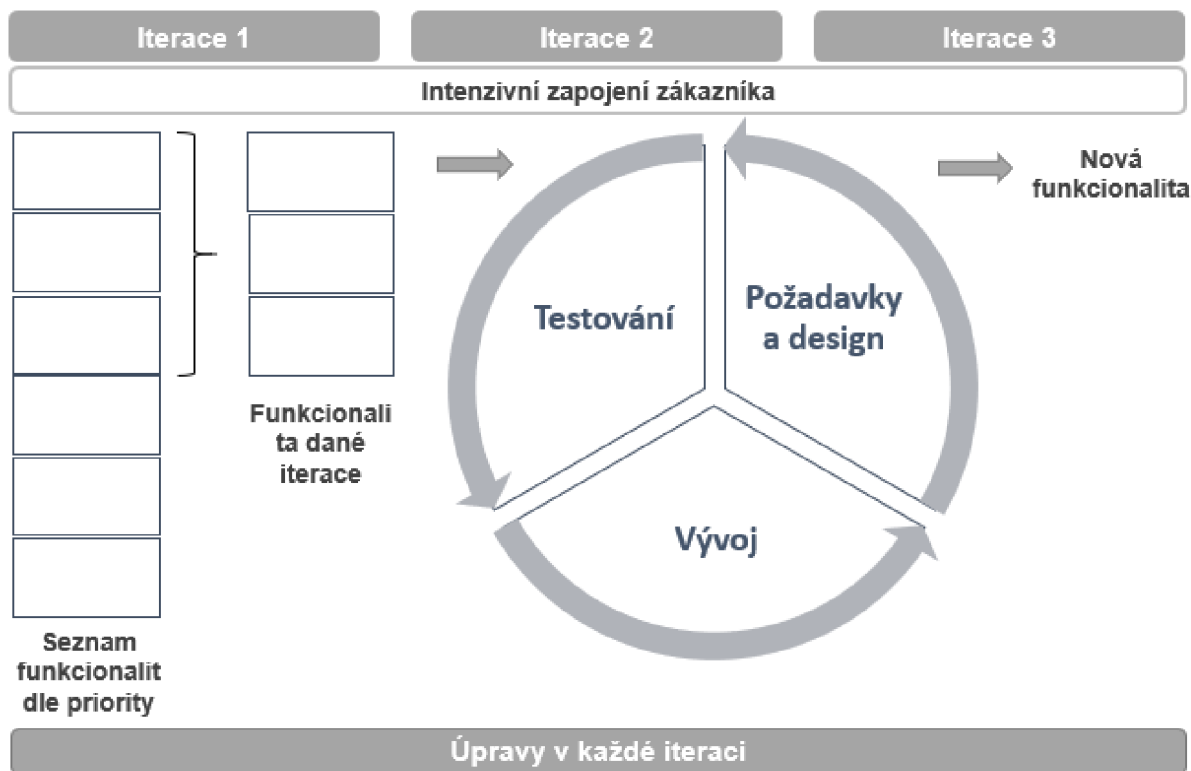 Iterace 1
Iterace 2
Iterace 3
Intenzivní zapojení zákazníka
Nová
funkcionalita
Testování
Požadavky
a design
Funkcionali
ta dané
iterace
Vývoj
Seznam
funkcionalit
dle priority
Úpravy v každé iteraci